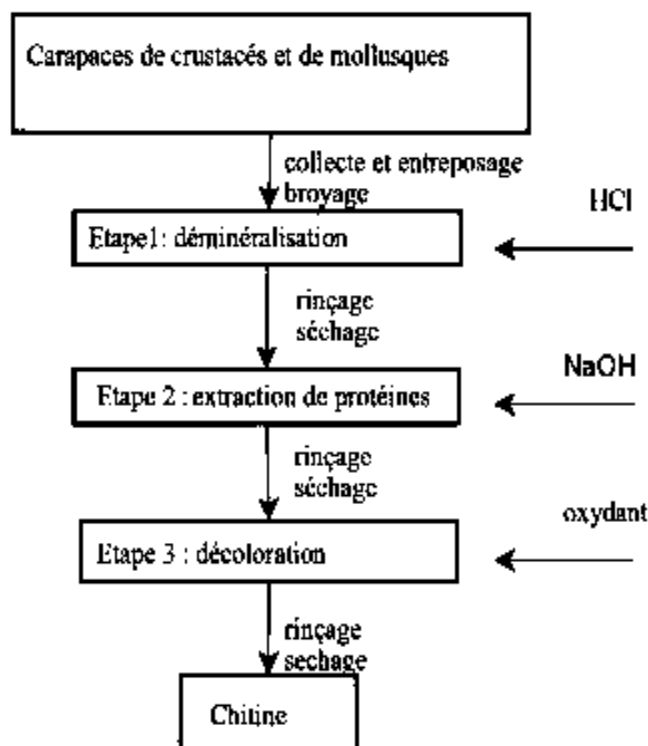 Carapaces de crustacés et de mollusques
collecte et entreposage
broyage
HCl
Etape1: déminéralisation
rinçage
séchage
NaOH
Etape 2 : extraction de protéines
rinçage
séchage
oxydant
Etape 3 : décoloration
rinçage
sechage
Chitine